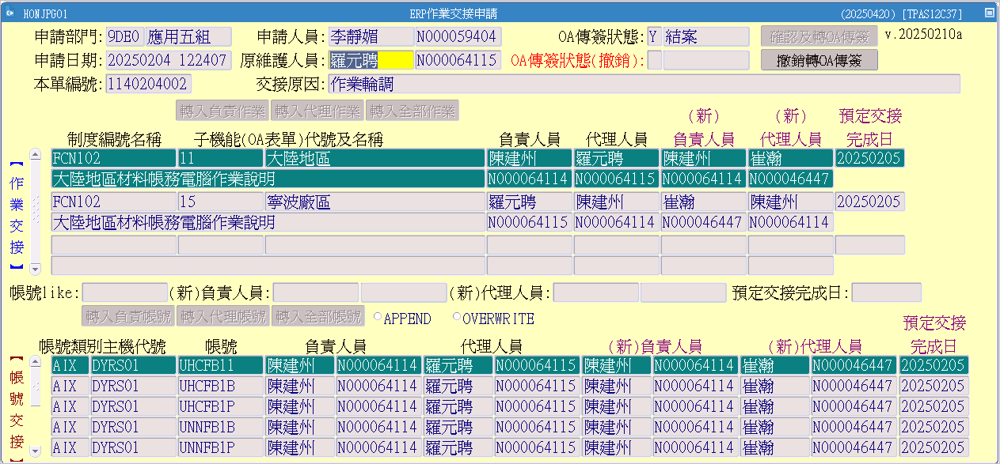 HONJPG01 ERP作業交接申請 (20250420) [TPAS12C37]
申請部門: 9DE0 應用五組 申請人員: 李靜媚 N000059404 OA傳簽狀態: Y 結案 確認及轉OA傳簽 v.20250210a
申請日期: 20250204 122407 原維護人員: 羅元聘 N000064115 OA傳簽狀態(撤銷): 撤銷轉OA傳簽
本單編號: 1140204002 交接原因: 作業輪調
轉入負責作業 轉入代理作業 轉入全部作業
(新) (新) 預定交接
制度編號名稱 子機能(OA表單)代號及名稱 負責人員 代理人員 負責人員 代理人員 完成日
【作業交接】
FCN102 11 大陸地區 陳建州 羅元聘 陳建州 崔瀚 20250205
大陸地區材料帳務電腦作業說明 N000064114 N000064115 N000064114 N000046447
FCN102 15 寧波廠區 羅元聘 陳建州 崔瀚 陳建州 20250205
大陸地區材料帳務電腦作業說明 N000064115 N000064114 N000046447 N000064114
帳號like: (新)負責人員: (新)代理人員: 預定交接完成日:
轉入負責帳號 轉入代理帳號 轉入全部帳號 APPEND OVERWRITE
預定交接
帳號類別主機代號 帳號 負責人員 代理人員 (新)負責人員 (新)代理人員 完成日
【帳號交接】
AIX DYRS01 UHCFB11 陳建州 N000064114 羅元聘 N000064115 陳建州 N000064114 崔瀚 N000046447 20250205
AIX DYRS01 UHCFB1B 陳建州 N000064114 羅元聘 N000064115 陳建州 N000064114 崔瀚 N000046447 20250205
AIX DYRS01 UHCFB1P 陳建州 N000064114 羅元聘 N000064115 陳建州 N000064114 崔瀚 N000046447 20250205
AIX DYRS01 UNNFB1B 陳建州 N000064114 羅元聘 N000064115 陳建州 N000064114 崔瀚 N000046447 20250205
AIX DYRS01 UNNFB1P 陳建州 N000064114 羅元聘 N000064115 陳建州 N000064114 崔瀚 N000046447 20250205